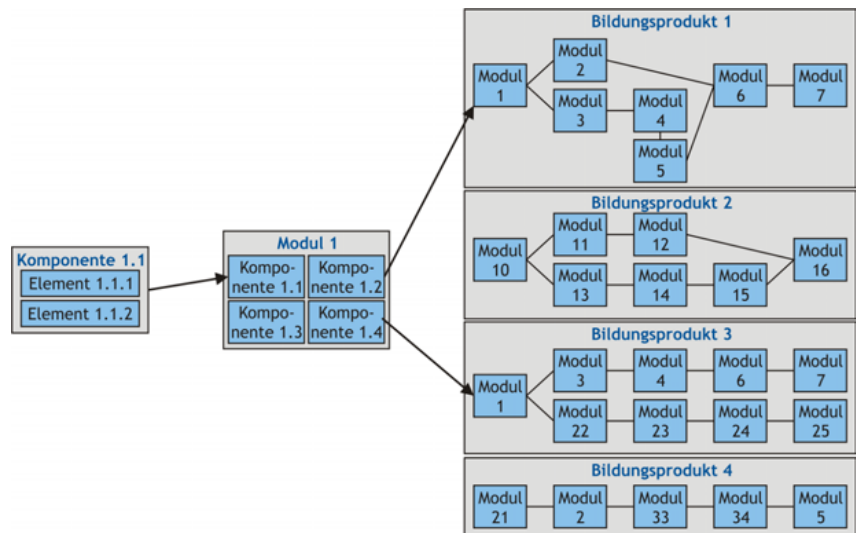 Komponente 1.1
Element 1.1.1
Element 1.1.2
Modul 1
Kompo-
nente 1.1
Kompo-
nente 1.2
Kompo-
nente 1.3
Kompo-
nente 1.4
Bildungsprodukt 1
Modul
1
Modul
2
Modul
3
Modul
4
Modul
5
Modul
6
Modul
7
Bildungsprodukt 2
Modul
10
Modul
11
Modul
12
Modul
13
Modul
14
Modul
15
Modul
16
Bildungsprodukt 3
Modul
1
Modul
3
Modul
4
Modul
6
Modul
7
Modul
22
Modul
23
Modul
24
Modul
25
Bildungsprodukt 4
Modul
21
Modul
2
Modul
33
Modul
34
Modul
5